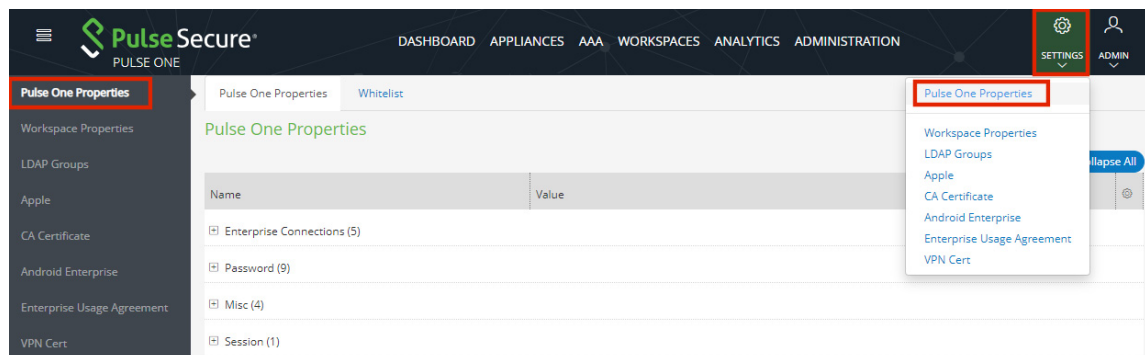 Pulse Secure®
PULSE ONE
DASHBOARD APPLIANCES AAA WORKSPACES ANALYTICS ADMINISTRATION
SETTINGS
ADMIN
Pulse One Properties
Workspace Properties
LDAP Groups
Apple
CA Certificate
Android Enterprise
Enterprise Usage Agreement
VPN Cert
Pulse One Properties Whitelist
Pulse One Properties
Name Value
Enterprise Connections (5)
Password (9)
Misc (4)
Session (1)
Pulse One Properties
Workspace Properties
LDAP Groups
Apple
CA Certificate
Android Enterprise
Enterprise Usage Agreement
VPN Cert
All